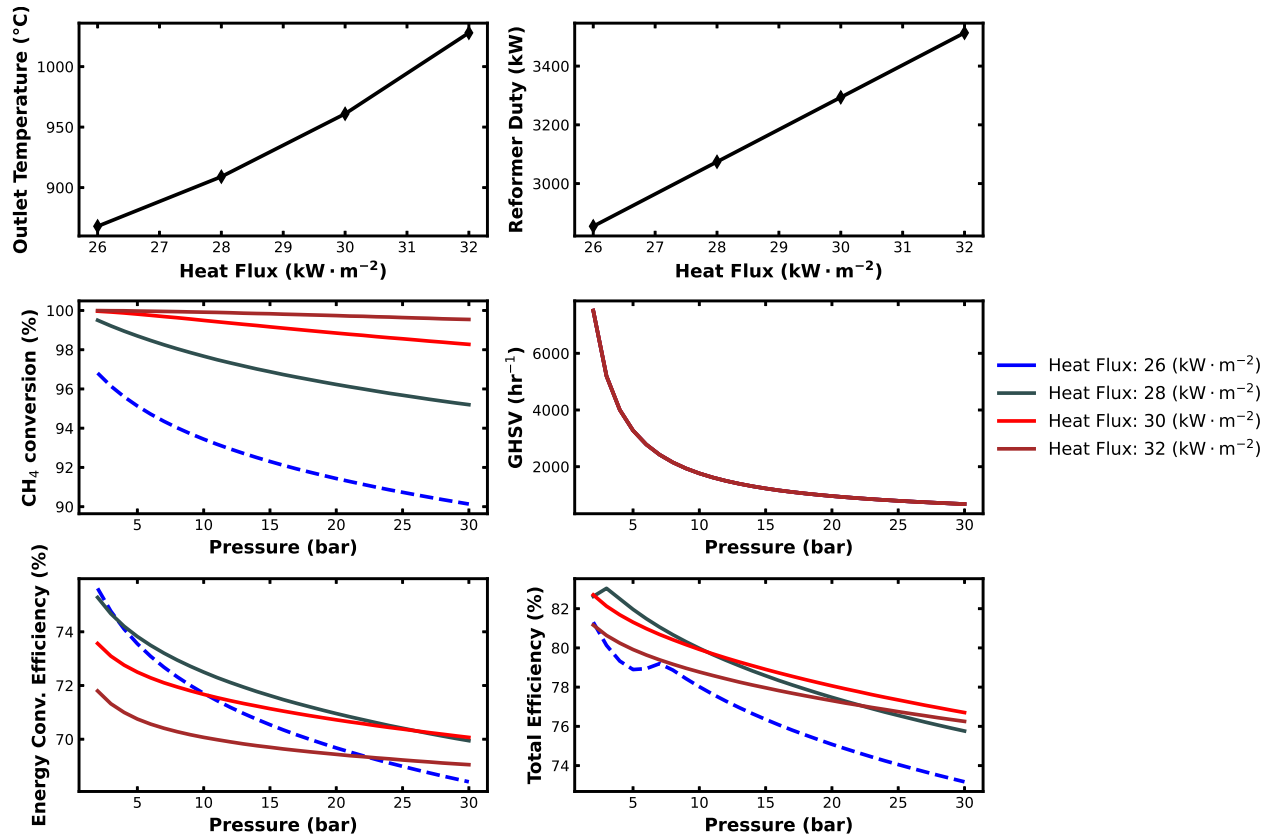 Outlet Temperature (°C)
1000
950
900
26 27 28 29 30 31 32
Heat Flux (kW · m⁻²)
Reformer Duty (kW)
3400
3200
3000
26 27 28 29 30 31 32
Heat Flux (kW · m⁻²)
CH₄ conversion (%)
100
98
96
94
92
90
5 10 15 20 25 30
Pressure (bar)
GHSV (hr⁻¹)
6000
4000
2000
5 10 15 20 25 30
Pressure (bar)
Heat Flux: 26 (kW · m⁻²)
Heat Flux: 28 (kW · m⁻²)
Heat Flux: 30 (kW · m⁻²)
Heat Flux: 32 (kW · m⁻²)
Energy Conv. Efficiency (%)
74
72
70
5 10 15 20 25 30
Pressure (bar)
Total Efficiency (%)
82
80
78
76
74
5 10 15 20 25 30
Pressure (bar)